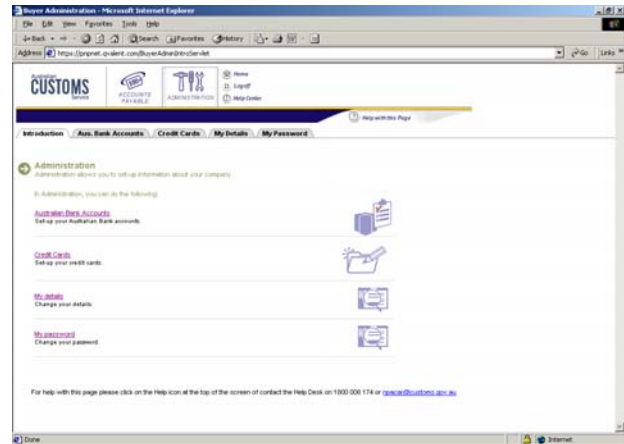 Buyer Administration - Microsoft Internet Explorer
File Edit View Favorites Tools Help
Back Search Favorites History
Address https://pnpnet.qvalent.com/BuyerAdminIntroServlet Go Links
Australian
CUSTOMS
Service
ACCOUNTS
PAYABLE
ADMINISTRATION
Home
Logoff
Help Center
Help with this Page
Introduction Aus. Bank Accounts Credit Cards My Details My Password
Administration
Administration allows you to set-up information about your company.
In Administration, you can do the following:
Australian Bank Accounts
Set-up your Australian Bank accounts.
Credit Cards
Set-up your credit cards.
My details
Change your details.
My password
Change your password.
For help with this page please click on the Help icon at the top of the screen of contact the Help Desk on 1800 008 174 or
Done Internet